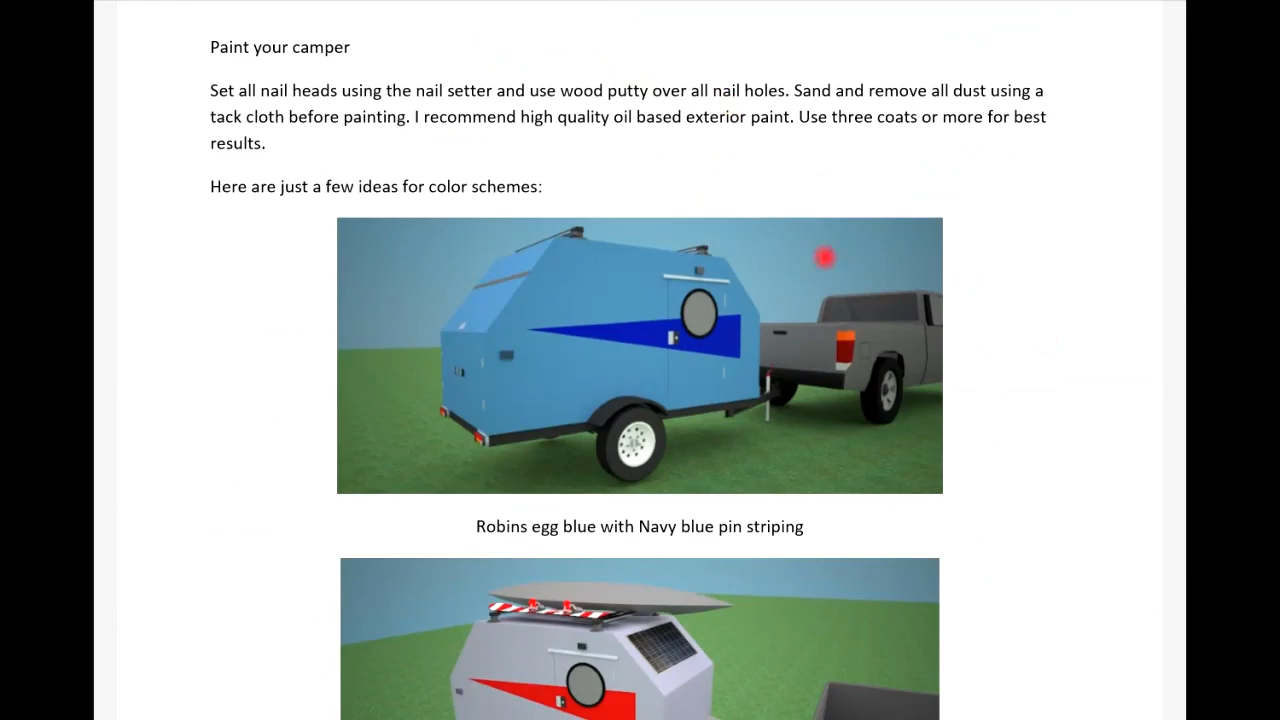 Paint your camper
Set all nail heads using the nail setter and use wood putty over all nail holes. Sand and remove all dust using a
tack cloth before painting. I recommend high quality oil based exterior paint. Use three coats or more for best
results.
Here are just a few ideas for color schemes:
Robins egg blue with Navy blue pin striping